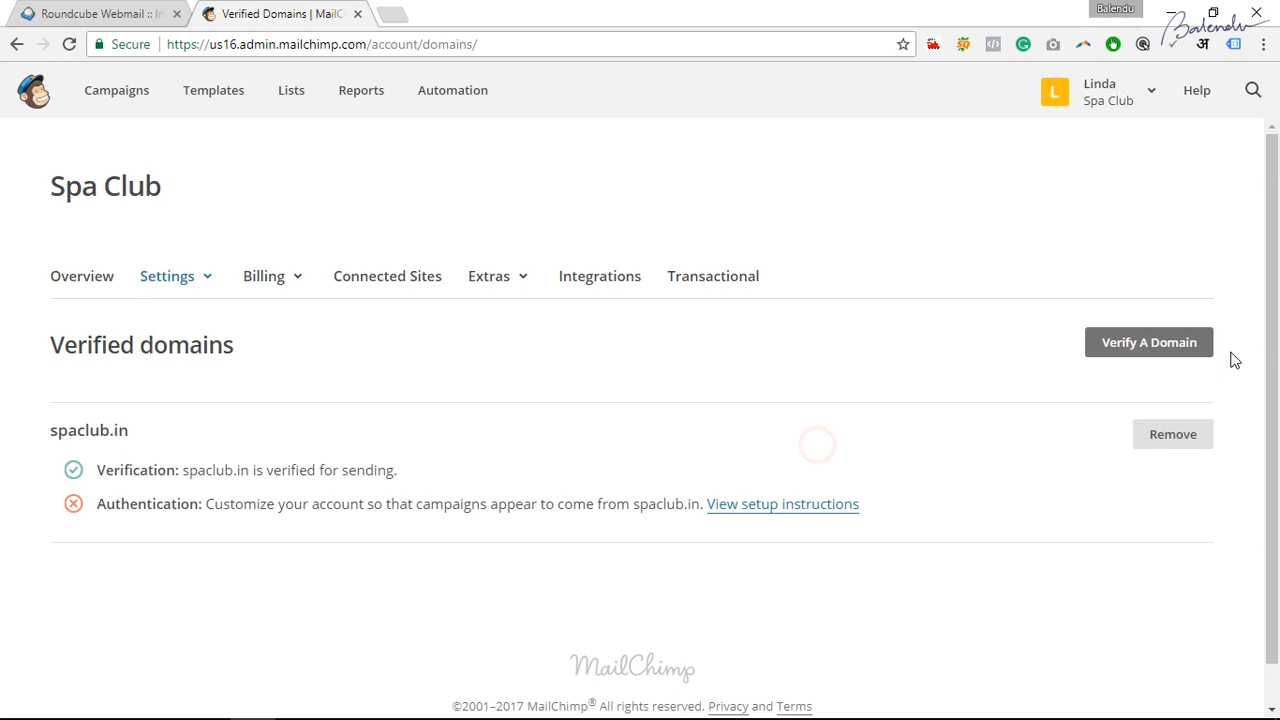 Roundcube Webmail :: In
Verified Domains | MailCh
Balendu
Balendu
Secure
https://us16.admin.mailchimp.com/account/domains/
अ
Campaigns
Templates
Lists
Reports
Automation
L
Linda
Spa Club
Help
Spa Club
Overview
Settings
Billing
Connected Sites
Extras
Integrations
Transactional
Verified domains
Verify A Domain
spaclub.in
Remove
Verification: spaclub.in is verified for sending.
Authentication: Customize your account so that campaigns appear to come from spaclub.in. View setup instructions
MailChimp
©2001–2017 MailChimp® All rights reserved. Privacy and Terms